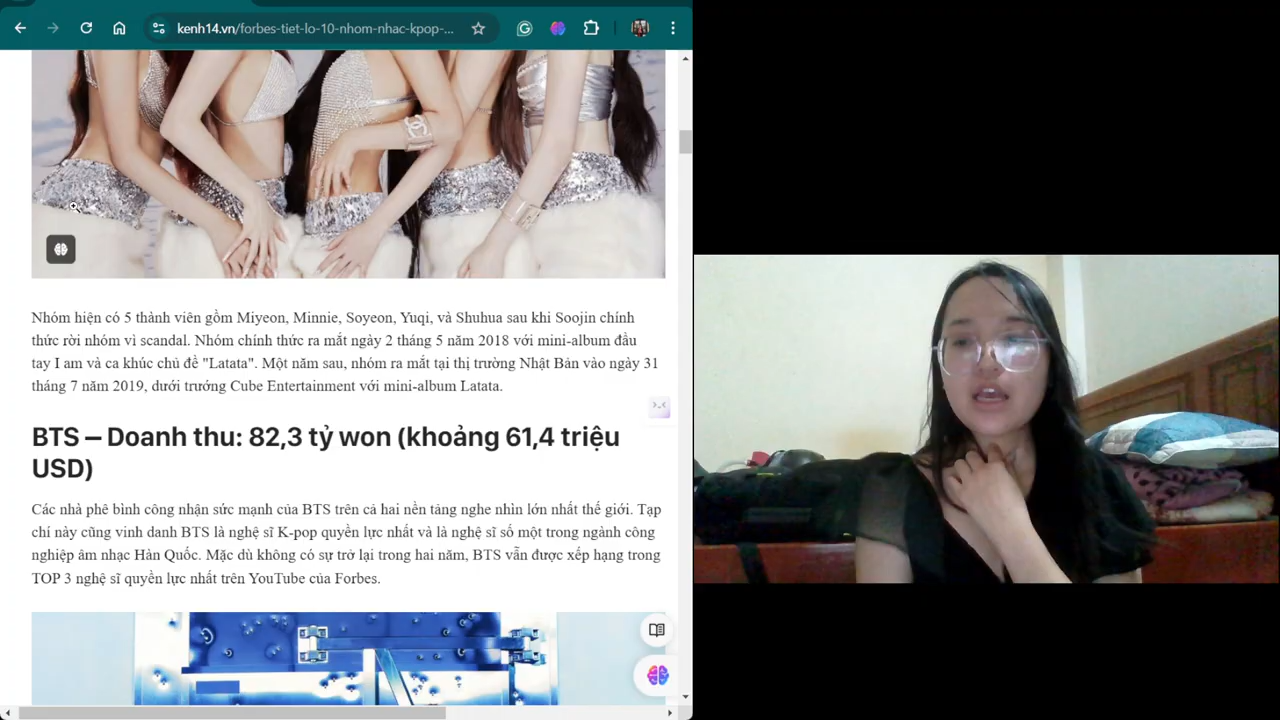 kenh14.vn/forbes-tiet-lo-10-nhom-nhac-kpop-...
Nhóm hiện có 5 thành viên gồm Miyeon, Minnie, Soyeon, Yuqi, và Shuhua sau khi Soojin chính
thức rời nhóm vì scandal. Nhóm chính thức ra mắt ngày 2 tháng 5 năm 2018 với mini-album đầu
tay I am và ca khúc chủ đề "Latata". Một năm sau, nhóm ra mắt tại thị trường Nhật Bản vào ngày 31
tháng 7 năm 2019, dưới trướng Cube Entertainment với mini-album Latata.
BTS – Doanh thu: 82,3 tỷ won (khoảng 61,4 triệu
USD)
Các nhà phê bình công nhận sức mạnh của BTS trên cả hai nền tảng nghe nhìn lớn nhất thế giới. Tạp
chí này cũng vinh danh BTS là nghệ sĩ K-pop quyền lực nhất và là nghệ sĩ số một trong ngành công
nghiệp âm nhạc Hàn Quốc. Mặc dù không có sự trở lại trong hai năm, BTS vẫn được xếp hạng trong
TOP 3 nghệ sĩ quyền lực nhất trên YouTube của Forbes.